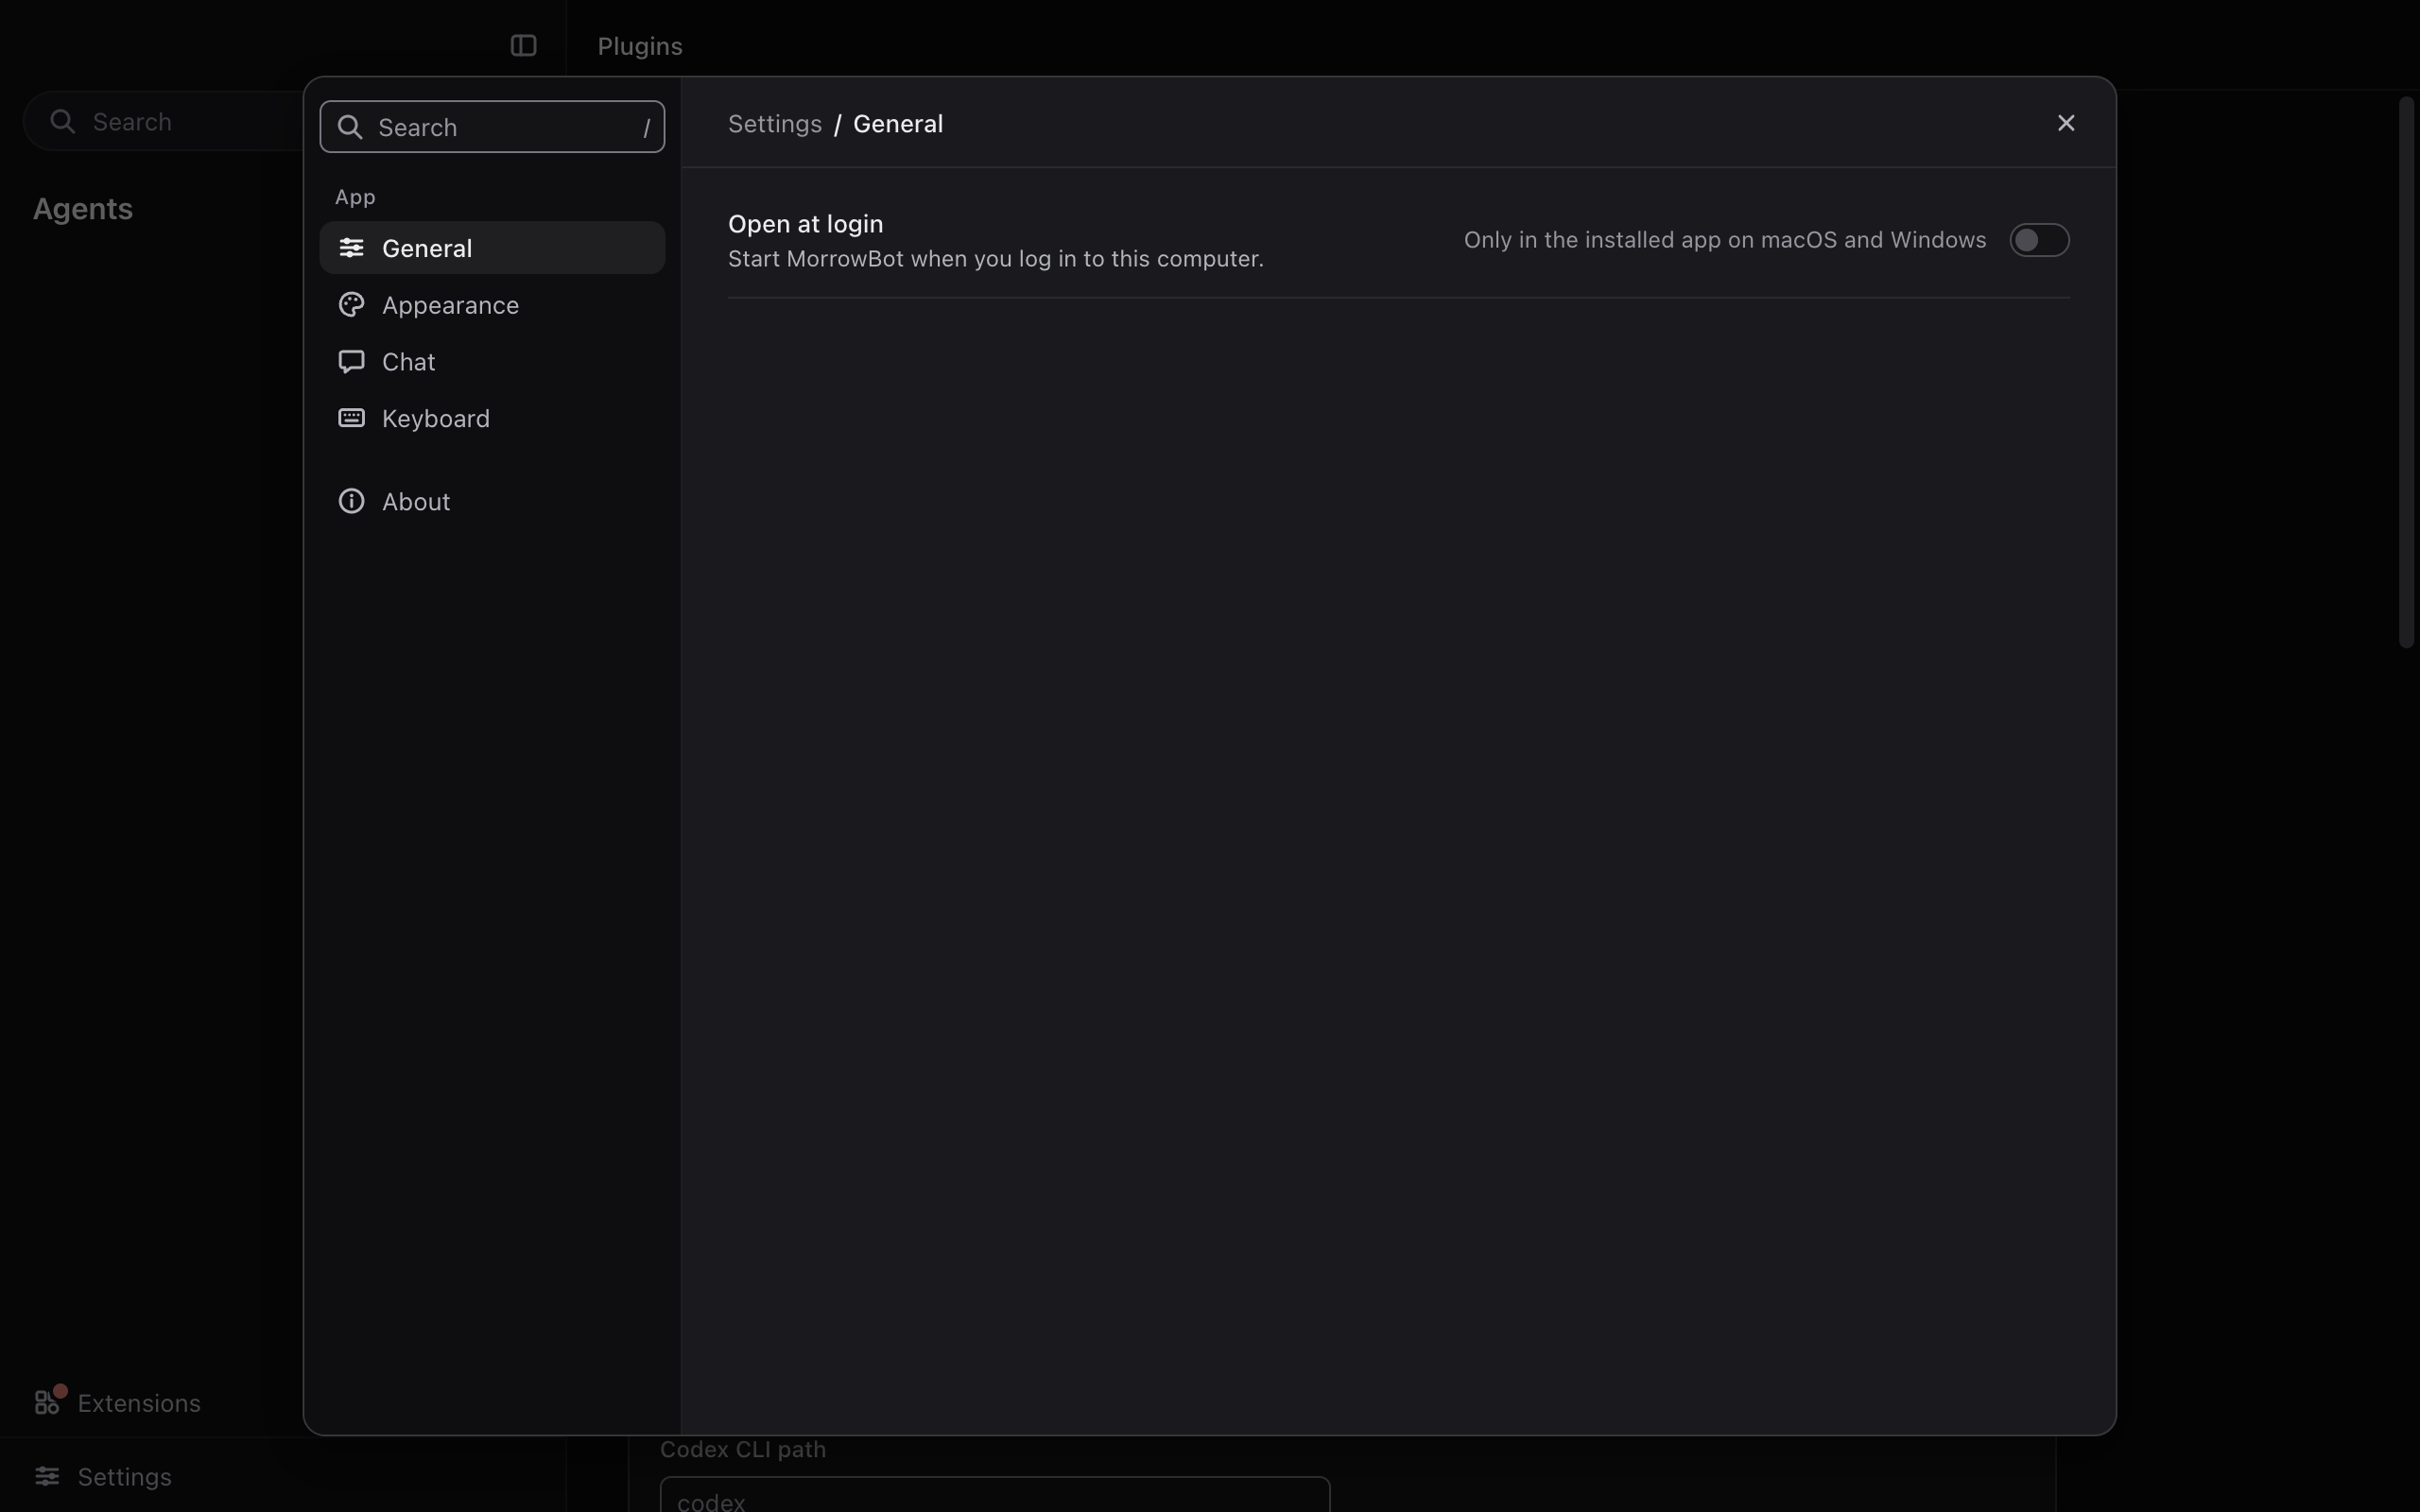 Plugins
Search
Agents
Extensions
Settings
Search /
App
General
Appearance
Chat
Keyboard
About
Settings / General
Open at login
Start MorrowBot when you log in to this computer.
Only in the installed app on macOS and Windows
Codex CLI path
codex